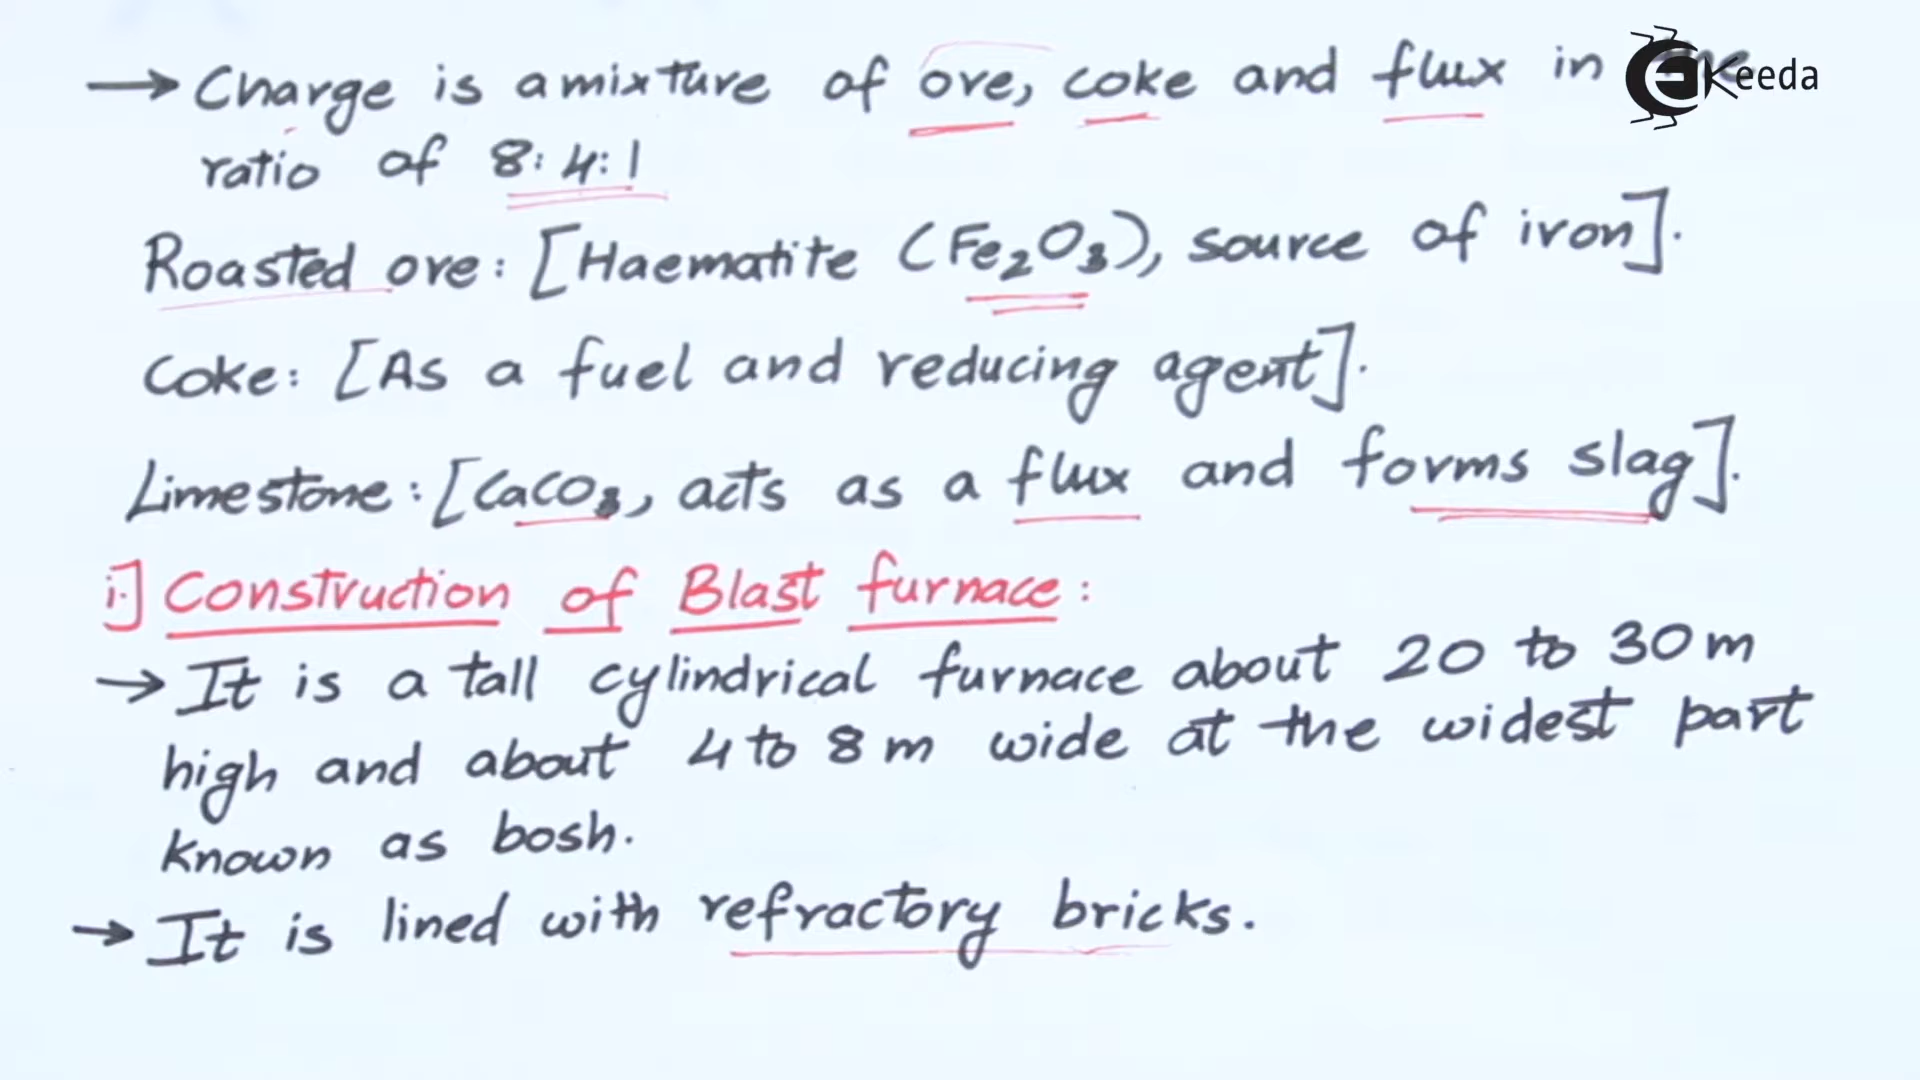 → Charge is a mixture of ore, coke and flux in the
ratio of 8:4:1
Roasted ore: [Haematite (Fe₂O₃), source of iron].
Coke: [As a fuel and reducing agent].
Limestone: [CaCO₃, acts as a flux and forms slag].
i.] Construction of Blast furnace:
→ It is a tall cylindrical furnace about 20 to 30 m
high and about 4 to 8 m wide at the widest part
known as bosh.
→ It is lined with refractory bricks.
eKeeda